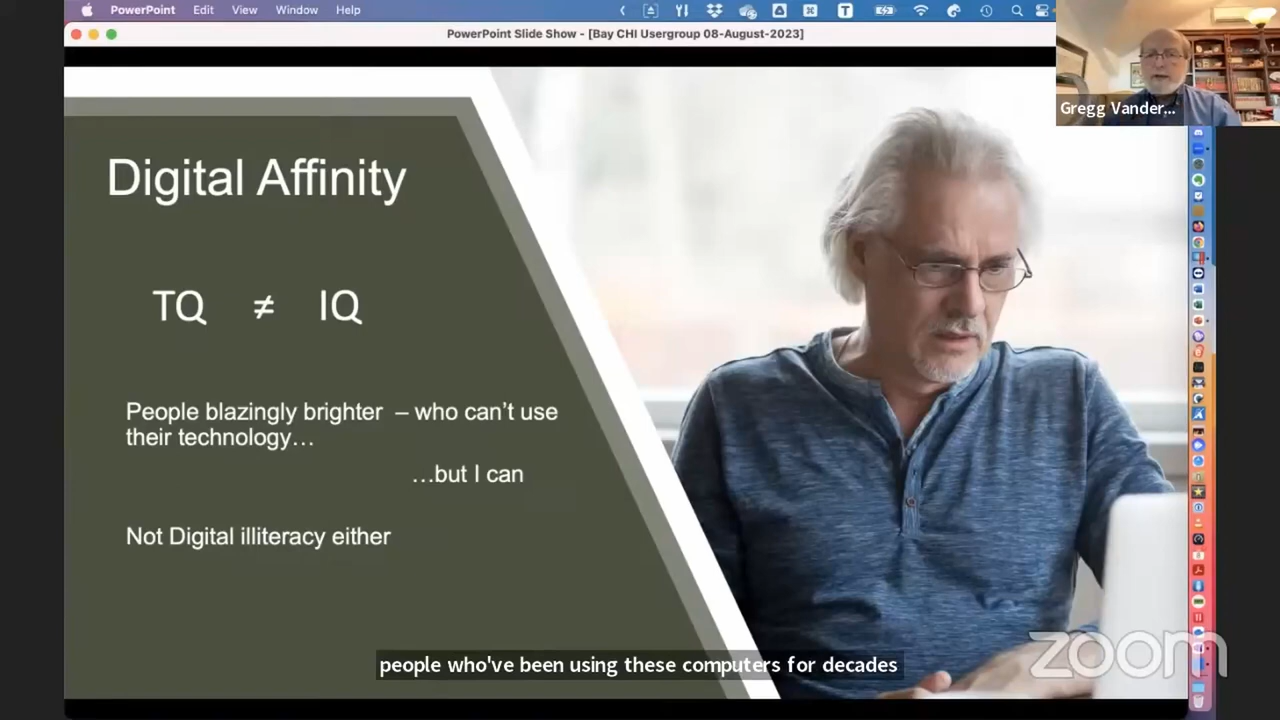 PowerPoint Edit View Window Help
PowerPoint Slide Show - [Bay CHI Usergroup 08-August-2023]
Gregg Vander...
Digital Affinity
TQ ≠ IQ
People blazingly brighter – who can't use
their technology…
…but I can
Not Digital illiteracy either
people who've been using these computers for decades
zoom